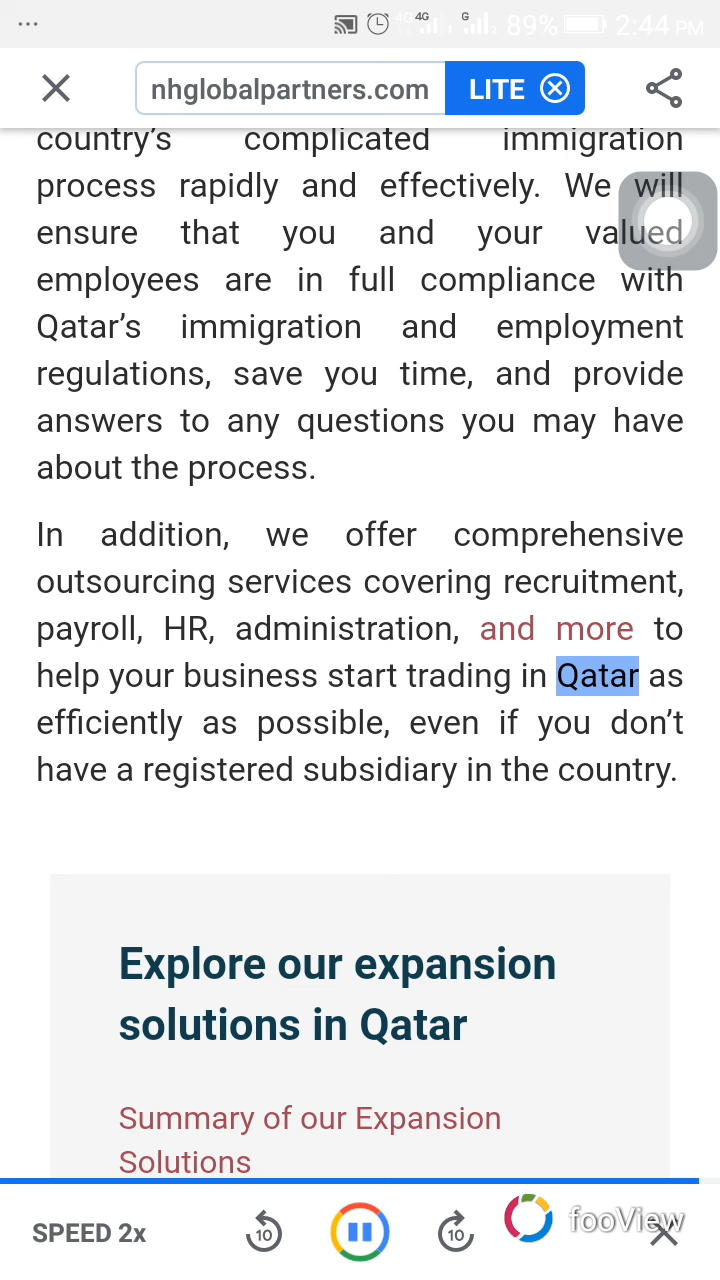 4G 4G G 2 89% 2:44 PM
nhglobalpartners.com LITE
country's complicated immigration
process rapidly and effectively. We will
ensure that you and your valued
employees are in full compliance with
Qatar's immigration and employment
regulations, save you time, and provide
answers to any questions you may have
about the process.
In addition, we offer comprehensive
outsourcing services covering recruitment,
payroll, HR, administration, and more to
help your business start trading in Qatar as
efficiently as possible, even if you don't
have a registered subsidiary in the country.
Explore our expansion
solutions in Qatar
Summary of our Expansion
Solutions
SPEED 2x 10 10 fooView